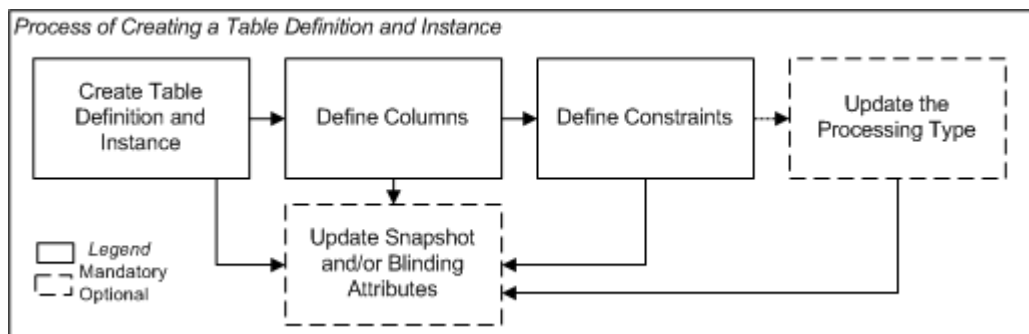 Process of Creating a Table Definition and Instance
Create Table
Definition and
Instance
Define Columns
Define Constraints
Update the
Processing Type
Update Snapshot
and/or Blinding
Attributes
Legend
Mandatory
Optional